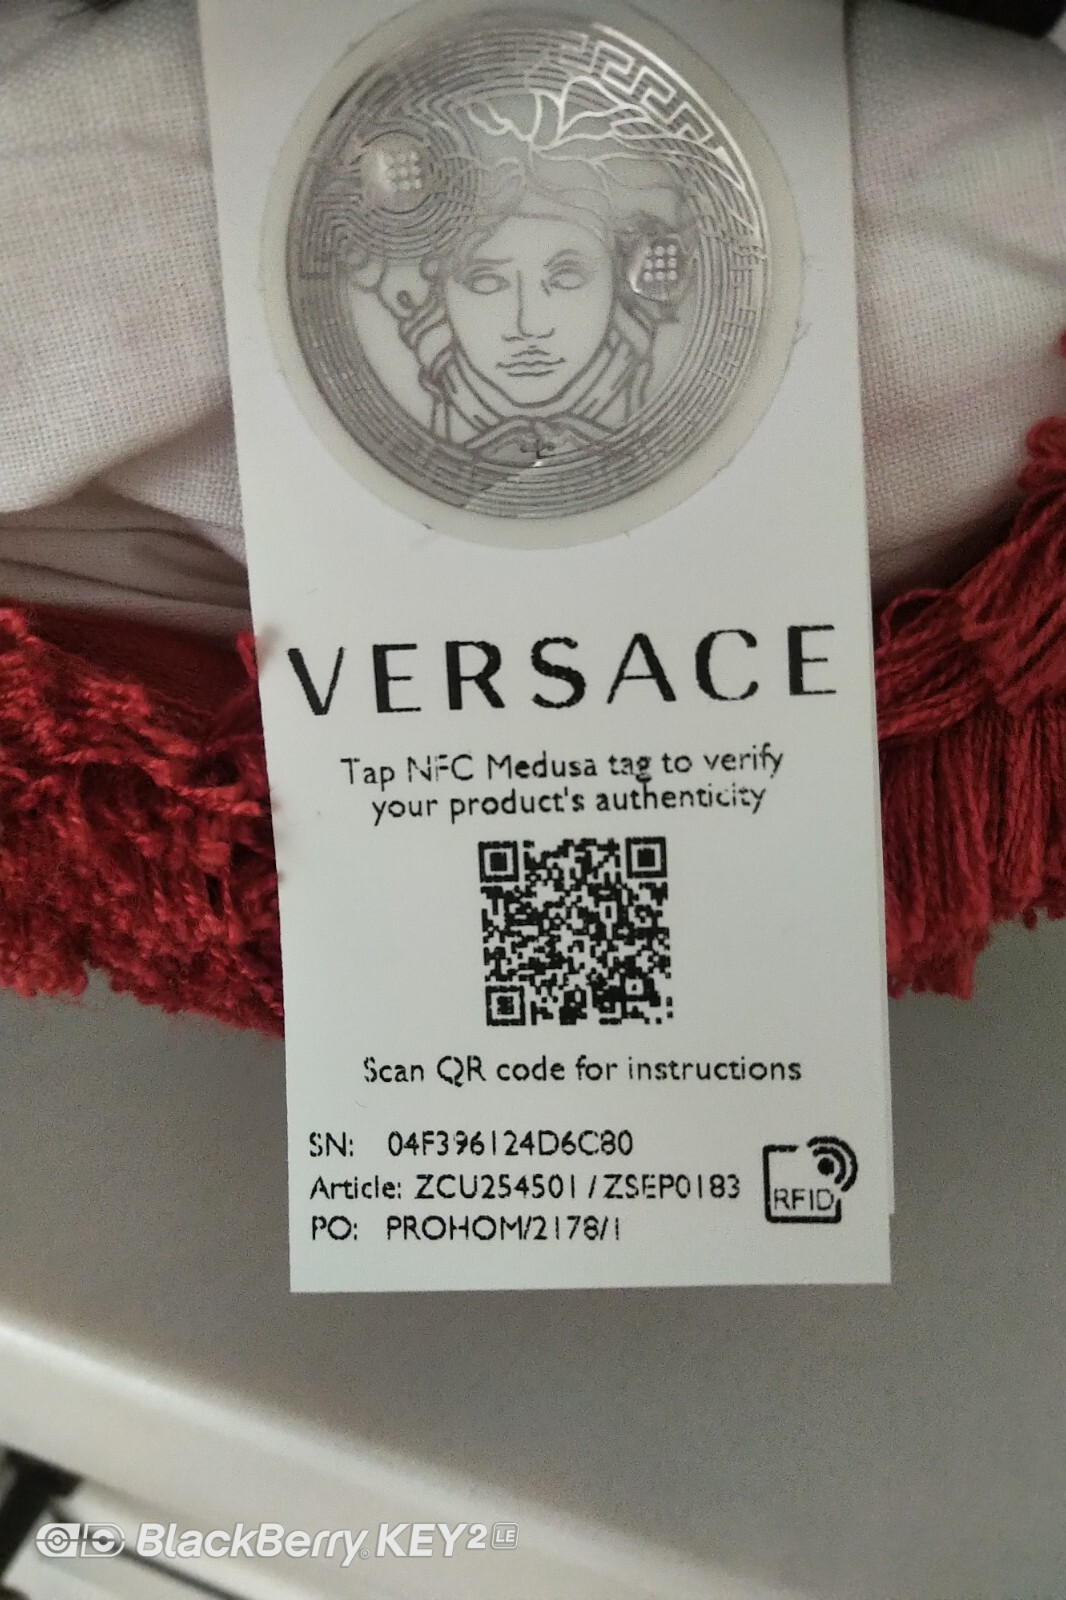 VERSACE
Tap NFC Medusa tag to verify
your product's authenticity
Scan QR code for instructions
SN: 04F396124D6C80
Article: ZCU254501 / ZSEP0183
PO: PROHOM/2178/1
RFID
BlackBerry KEY2 LE